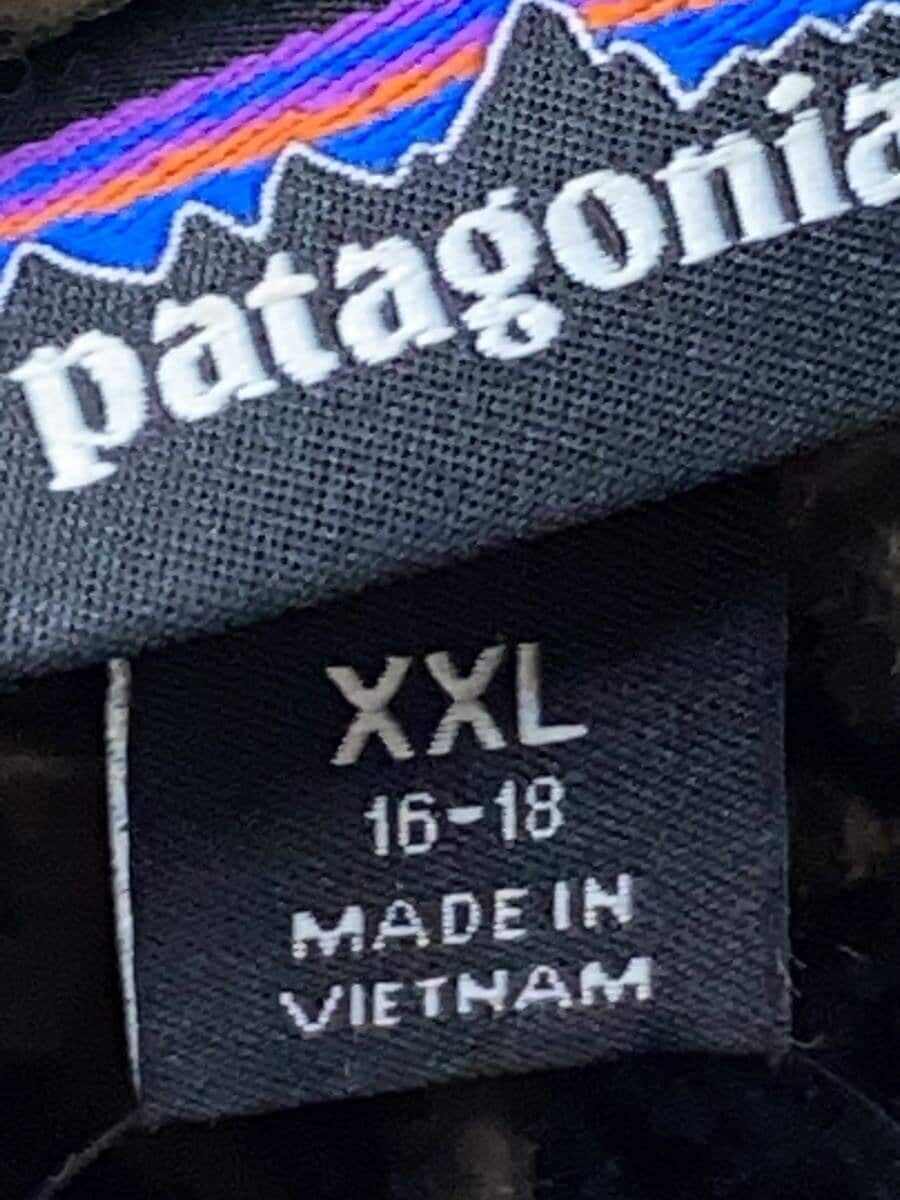 patagonia
XXL
16-18
MADE IN
VIETNAM